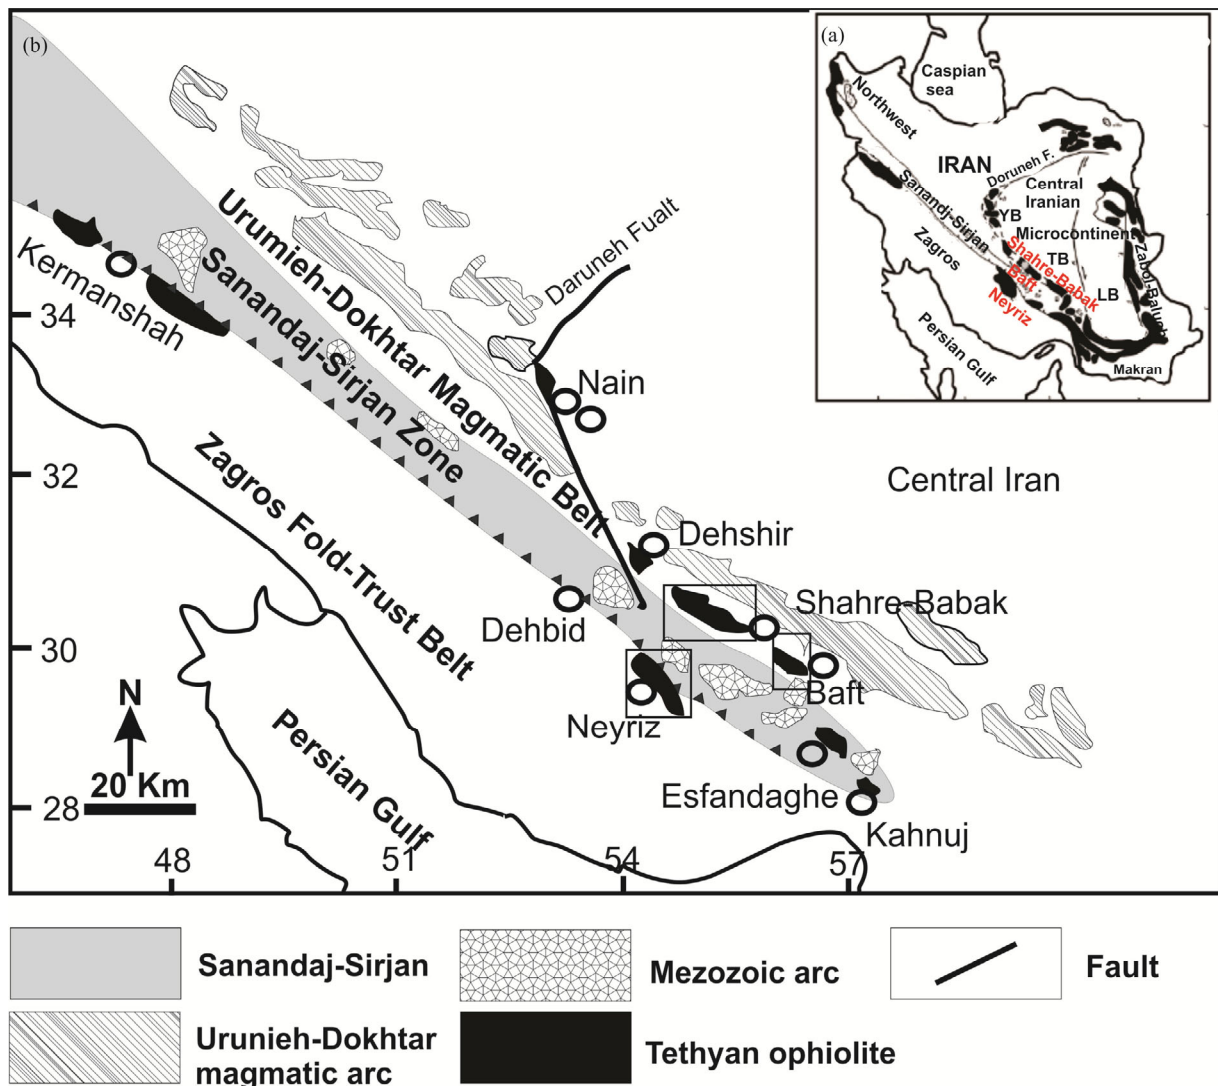 (b)
Urumieh-Dokhtar Magmatic Belt
Sanandaj-Sirjan Zone
Zagros Fold-Trust Belt
Persian Gulf
Kermanshah
Daruneh Fualt
Nain
Central Iran
Dehshir
Shahre-Babak
Dehbid
Baft
Neyriz
Esfandaghe
Kahnuj
34
32
30
28
48
51
54
57
N
20 Km
(a)
Caspian
sea
Northwest
IRAN
Doruneh F.
Central
Iranian
Microcontinent
YB
TB
LB
Sanandj-Sirjan
Zagros
Shahre-Babak
Baft
Neyriz
Zabol-Baluch
Persian Gulf
Makran
Sanandaj-Sirjan
Mezozoic arc
Fault
Urunieh-Dokhtar
magmatic arc
Tethyan ophiolite